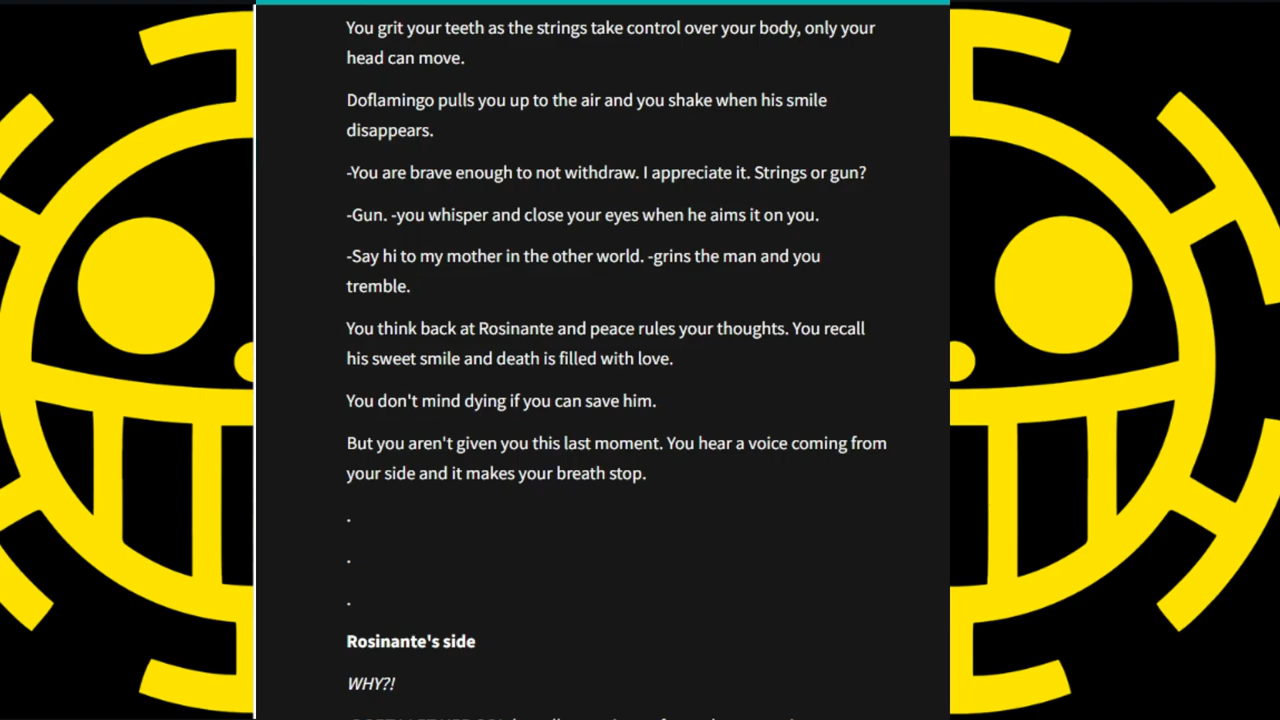 You grit your teeth as the strings take control over your body, only your
head can move.
Doflamingo pulls you up to the air and you shake when his smile
disappears.
-You are brave enough to not withdraw. I appreciate it. Strings or gun?
-Gun. -you whisper and close your eyes when he aims it on you.
-Say hi to my mother in the other world. -grins the man and you
tremble.
You think back at Rosinante and peace rules your thoughts. You recall
his sweet smile and death is filled with love.
You don't mind dying if you can save him.
But you aren't given you this last moment. You hear a voice coming from
your side and it makes your breath stop.
.
.
.
Rosinante's side
WHY?!